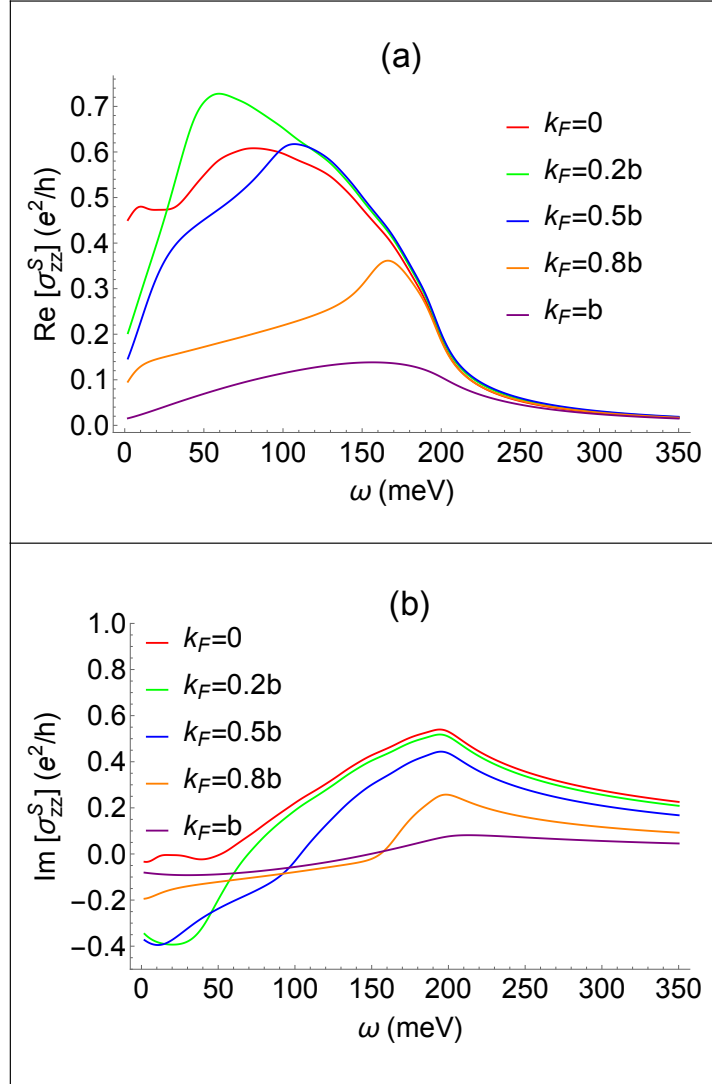 (a)
Re [σ^S_zz] (e²/h)
0.7
0.6
0.5
0.4
0.3
0.2
0.1
0.0
k_F=0
k_F=0.2b
k_F=0.5b
k_F=0.8b
k_F=b
0 50 100 150 200 250 300 350
ω (meV)
(b)
Im [σ^S_zz] (e²/h)
1.0
0.8
0.6
0.4
0.2
0.0
−0.2
−0.4
k_F=0
k_F=0.2b
k_F=0.5b
k_F=0.8b
k_F=b
0 50 100 150 200 250 300 350
ω (meV)